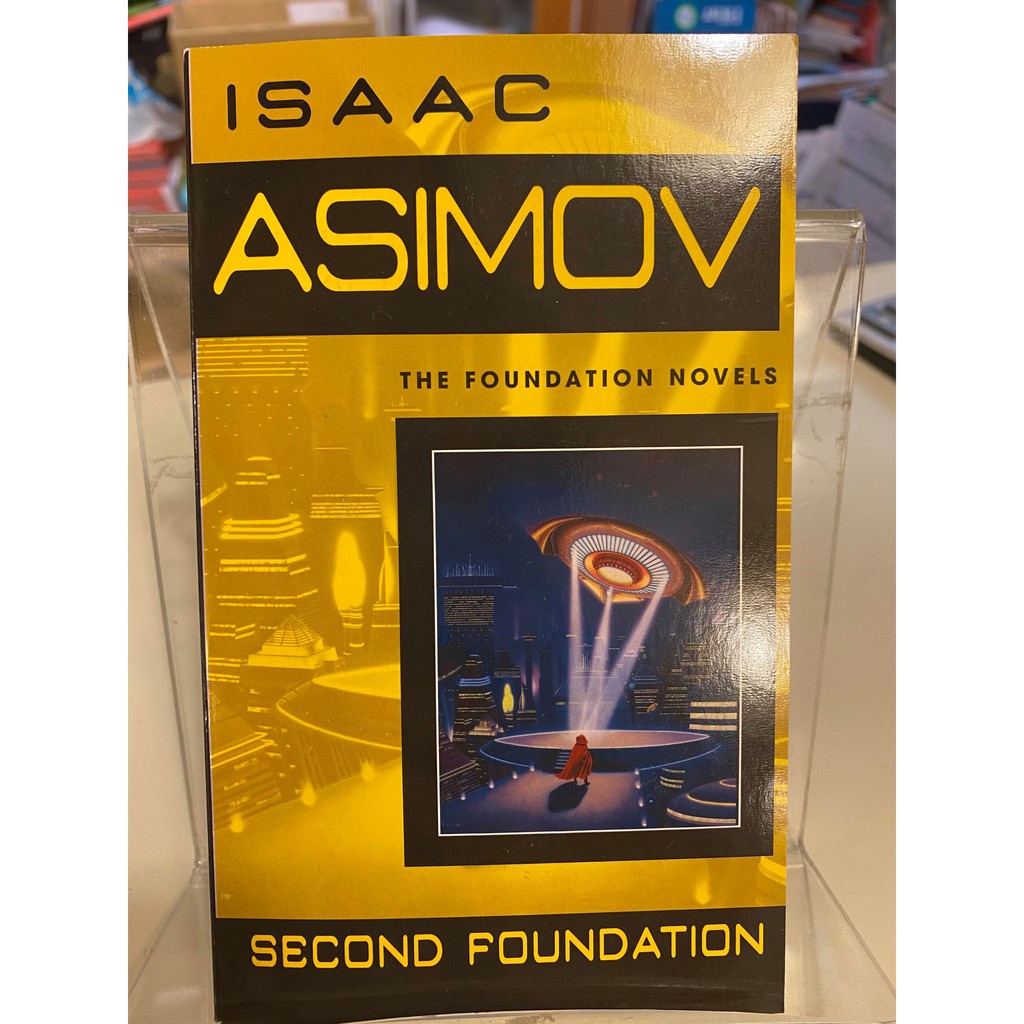 ISAAC
ASIMOV
THE FOUNDATION NOVELS
SECOND FOUNDATION